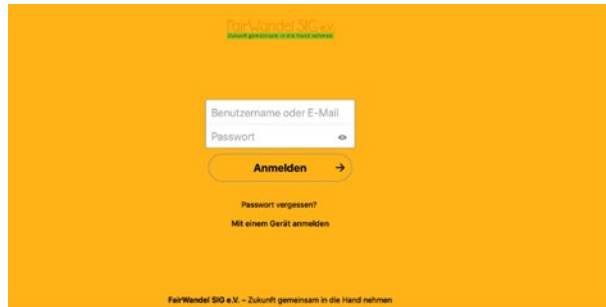 FairWandel SIG e.V.
Zukunft gemeinsam in die Hand nehmen
Benutzername oder E-Mail
Passwort
Anmelden
Passwort vergessen?
Mit einem Gerät anmelden
FairWandel SIG e.V. – Zukunft gemeinsam in die Hand nehmen